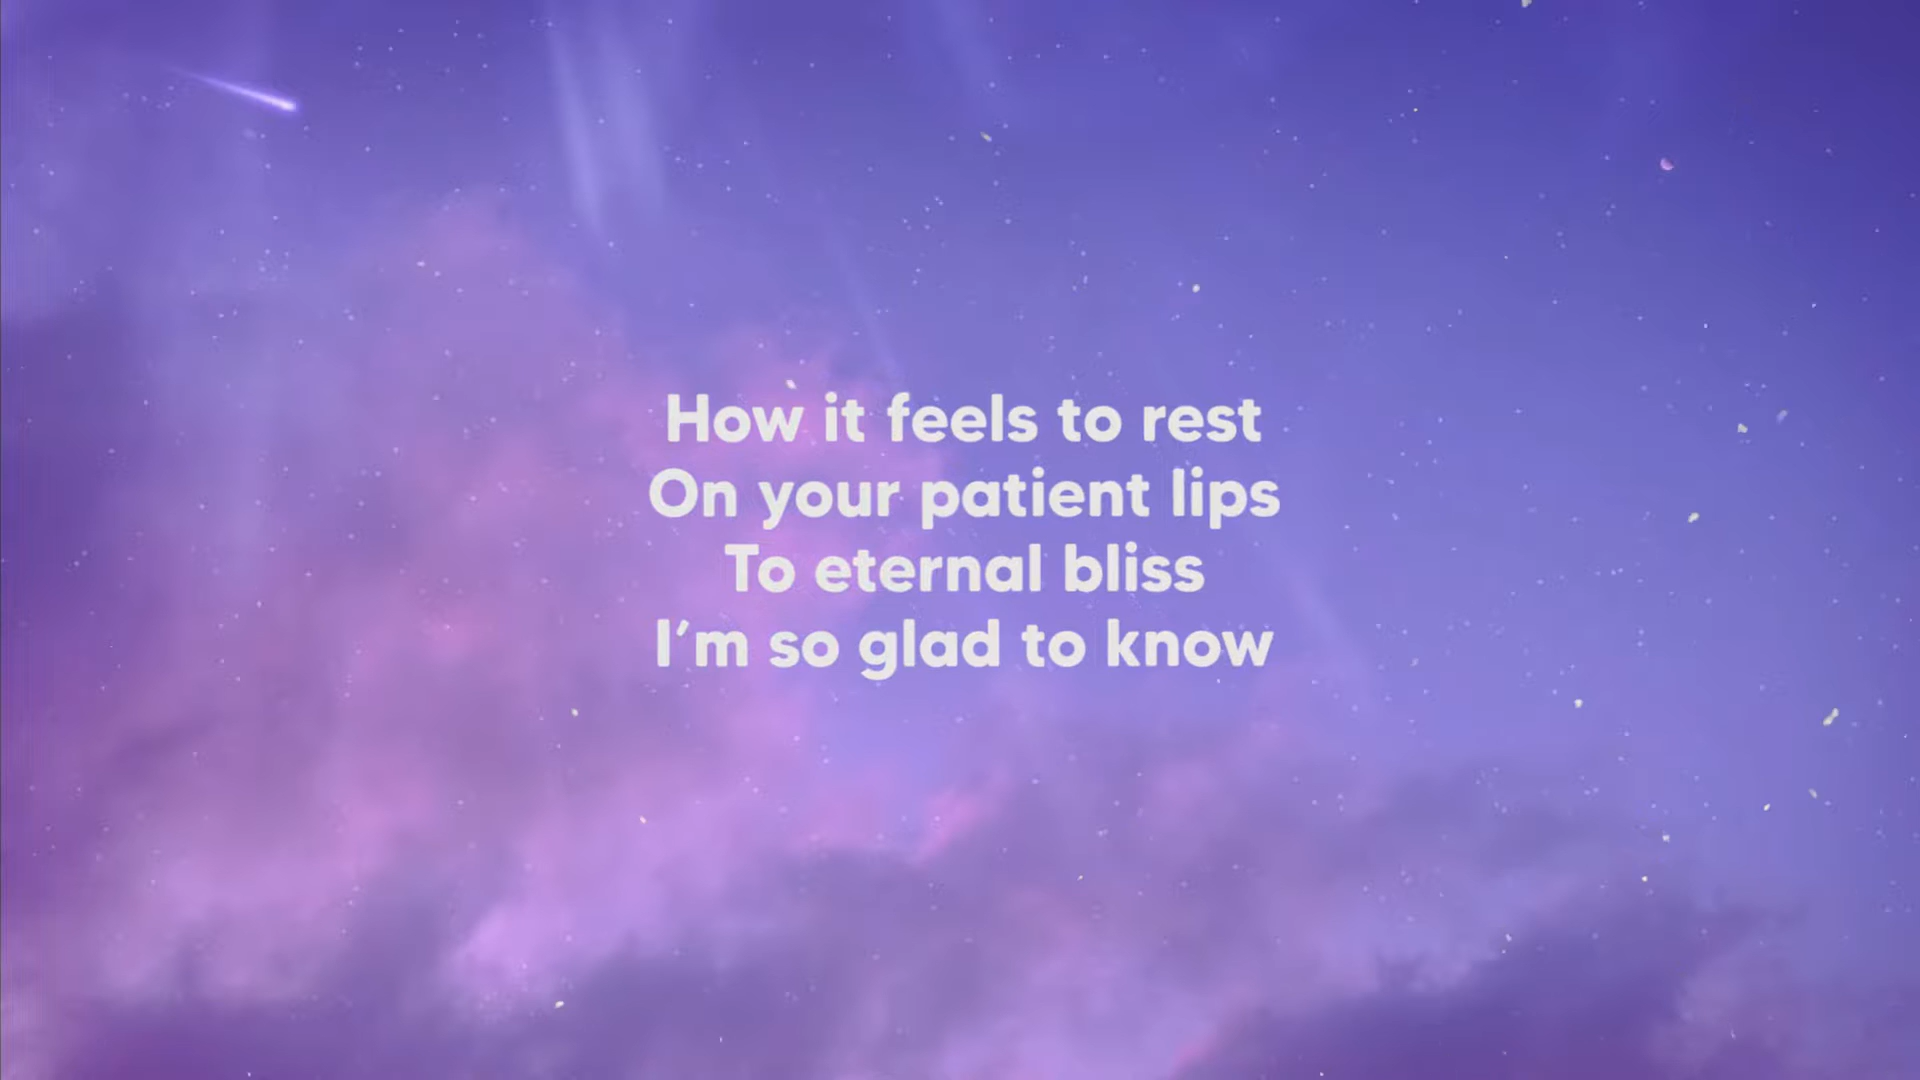 How it feels to rest
On your patient lips
To eternal bliss
I’m so glad to know